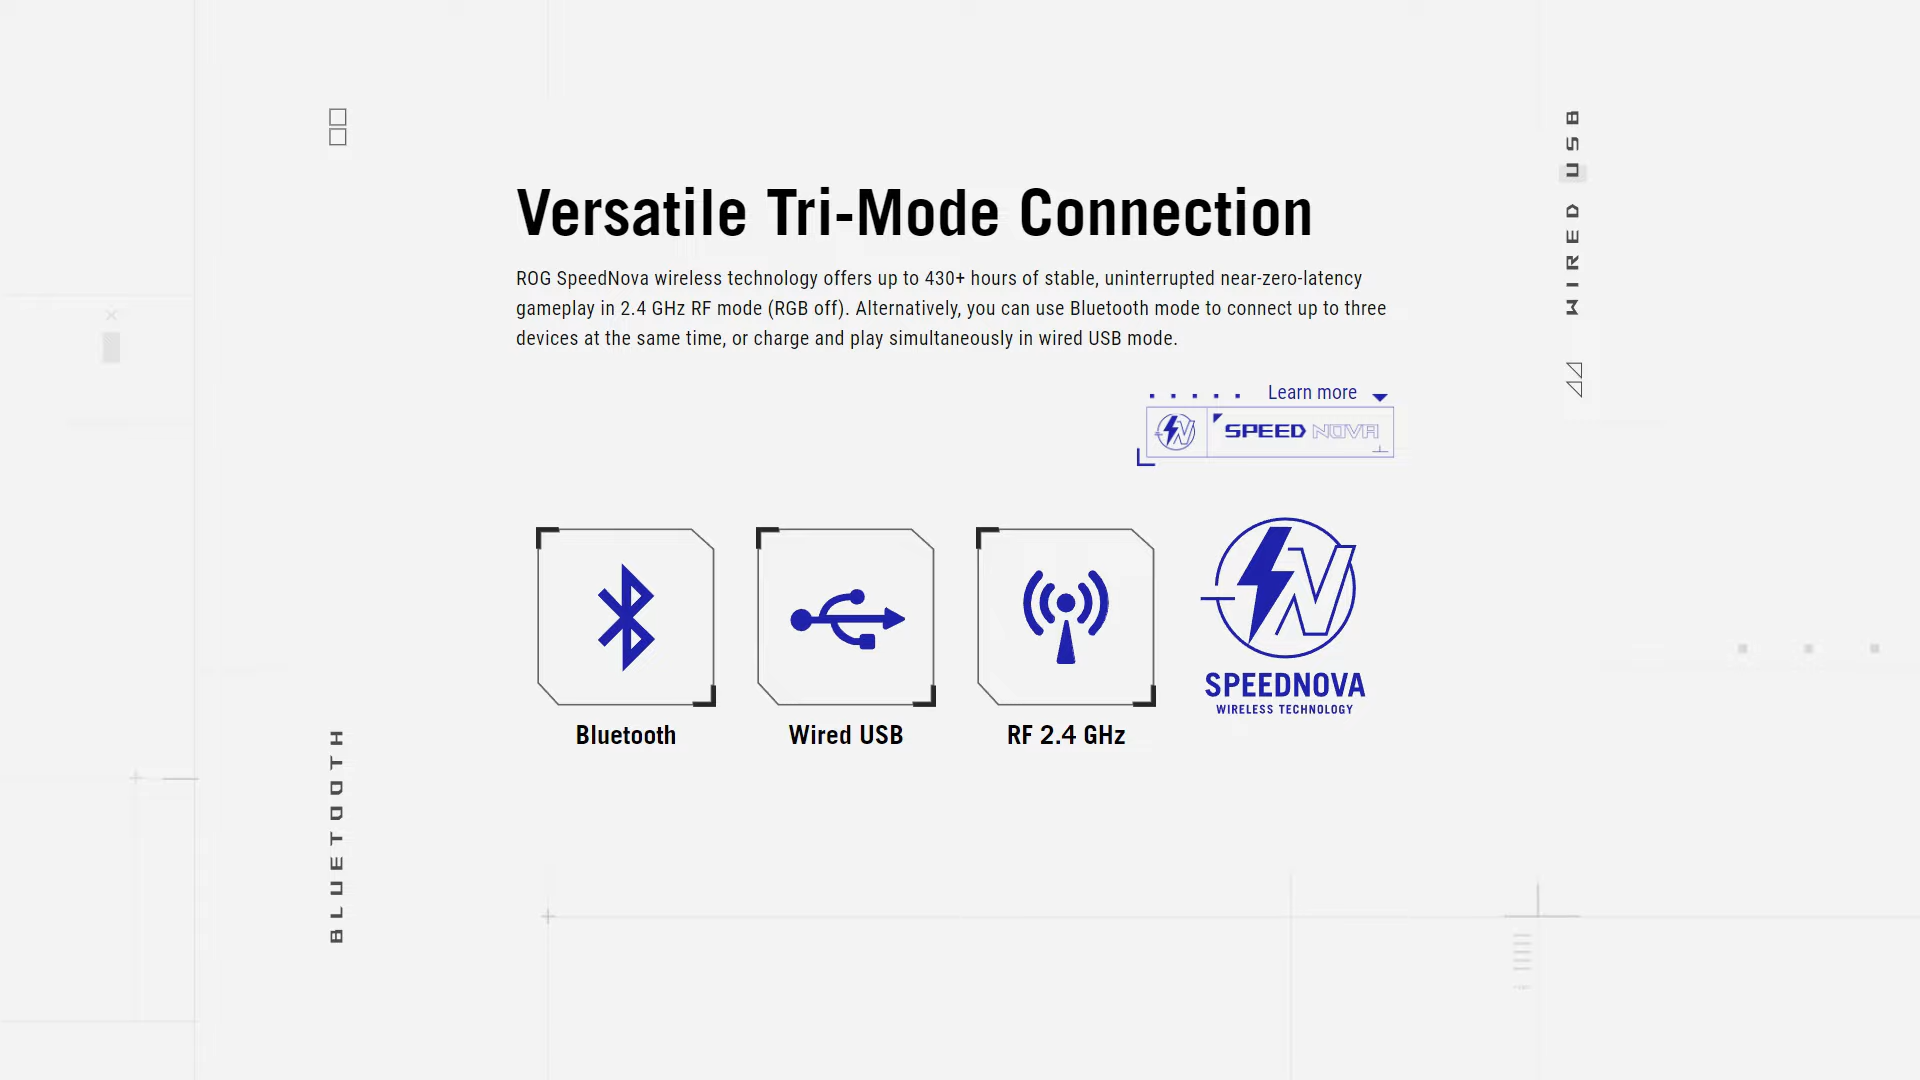 WIRED USB
Versatile Tri-Mode Connection
ROG SpeedNova wireless technology offers up to 430+ hours of stable, uninterrupted near-zero-latency
gameplay in 2.4 GHz RF mode (RGB off). Alternatively, you can use Bluetooth mode to connect up to three
devices at the same time, or charge and play simultaneously in wired USB mode.
Learn more
SPEED NOVA
SPEEDNOVA
WIRELESS TECHNOLOGY
Bluetooth
Wired USB
RF 2.4 GHz
BLUETOOTH